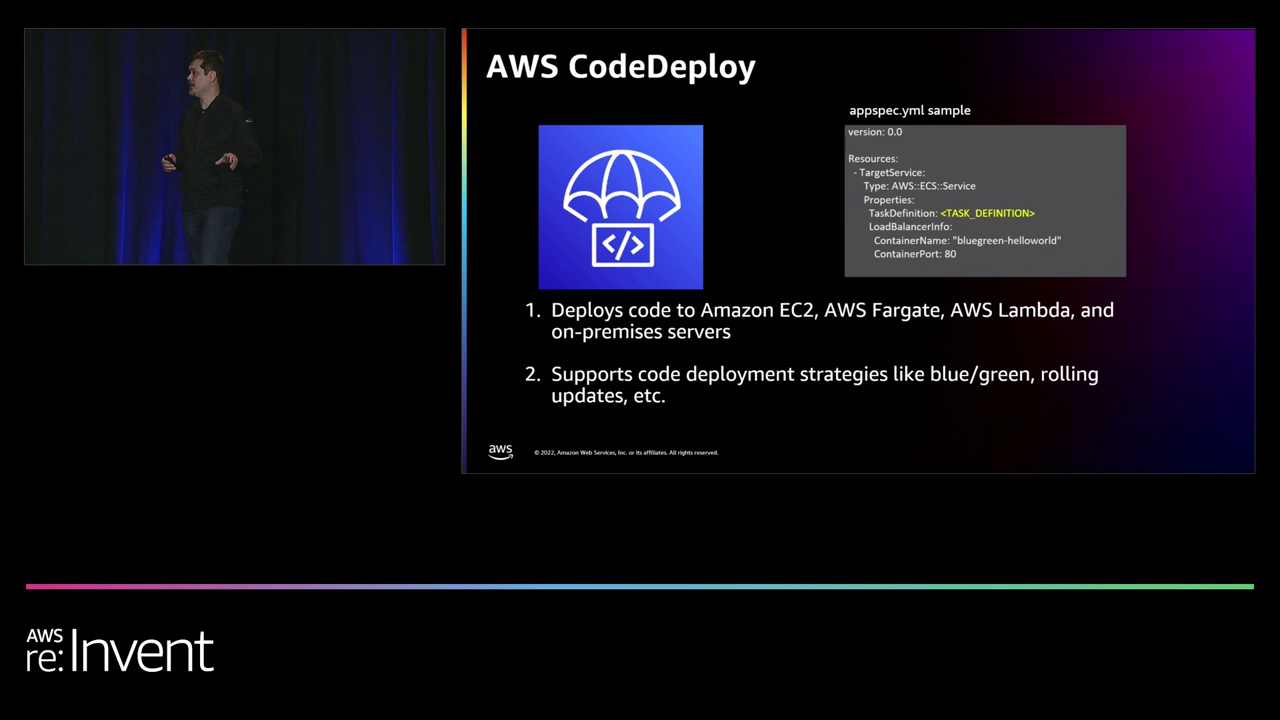 AWS CodeDeploy
appspec.yml sample
version: 0.0
Resources:
- TargetService:
Type: AWS::ECS::Service
Properties:
TaskDefinition: <TASK_DEFINITION>
LoadBalancerInfo:
ContainerName: "bluegreen-helloworld"
ContainerPort: 80
</>
1. Deploys code to Amazon EC2, AWS Fargate, AWS Lambda, and
on-premises servers
2. Supports code deployment strategies like blue/green, rolling
updates, etc.
aws
© 2022, Amazon Web Services, Inc. or its affiliates. All rights reserved.
AWS
re:Invent